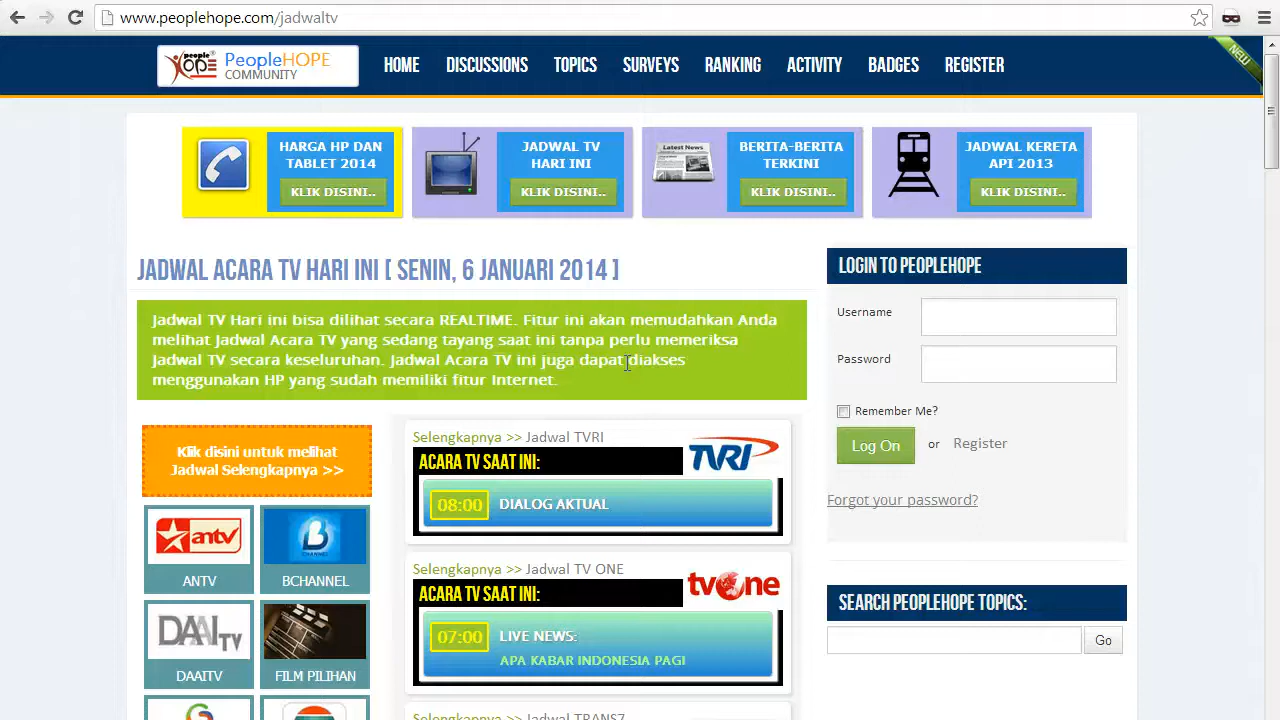 www.peoplehope.com/jadwaltv
people
OPE
PeopleHOPE
COMMUNITY
HOME
DISCUSSIONS
TOPICS
SURVEYS
RANKING
ACTIVITY
BADGES
REGISTER
NEW
HARGA HP DAN
TABLET 2014
KLIK DISINI..
JADWAL TV
HARI INI
KLIK DISINI..
Latest News
BERITA-BERITA
TERKINI
KLIK DISINI..
JADWAL KERETA
API 2013
KLIK DISINI..
JADWAL ACARA TV HARI INI [ SENIN, 6 JANUARI 2014 ]
Jadwal TV Hari ini bisa dilihat secara REALTIME. Fitur ini akan memudahkan Anda
melihat Jadwal Acara TV yang sedang tayang saat ini tanpa perlu memeriksa
Jadwal TV secara keseluruhan. Jadwal Acara TV ini juga dapat diakses
menggunakan HP yang sudah memiliki fitur Internet.
Klik disini untuk melihat
Jadwal Selengkapnya >>
antv
ANTV
B
CHANNEL
BCHANNEL
DAAI TV
DAAITV
FILM PILIHAN
Selengkapnya >> Jadwal TVRI
ACARA TV SAAT INI:
TVRI
08:00
DIALOG AKTUAL
Selengkapnya >> Jadwal TV ONE
ACARA TV SAAT INI:
tvOne
07:00
LIVE NEWS:
APA KABAR INDONESIA PAGI
Selengkapnya >> Jadwal TRANS7
LOGIN TO PEOPLEHOPE
Username
Password
Remember Me?
Log On
or
Register
Forgot your password?
SEARCH PEOPLEHOPE TOPICS:
Go